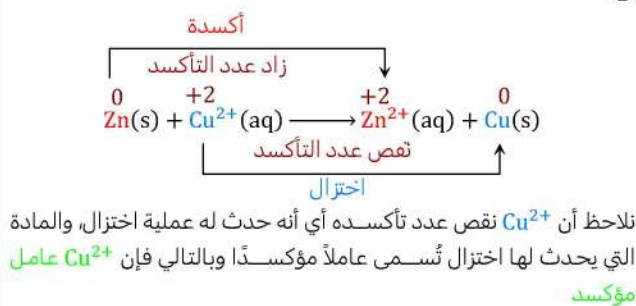 أكسدة
زاد عدد التأكسد
0 +2 +2 0
Zn(s) + Cu²⁺(aq) ⟶ Zn²⁺(aq) + Cu(s)
نقص عدد التأكسد
اختزال
نلاحظ أن Cu²⁺ نقص عدد تأكسده أي أنه حدث له عملية اختزال، والمادة
التي يحدث لها اختزال تُسمى عاملاً مؤكسدًا وبالتالي فإن Cu²⁺ عامل
مؤكسد